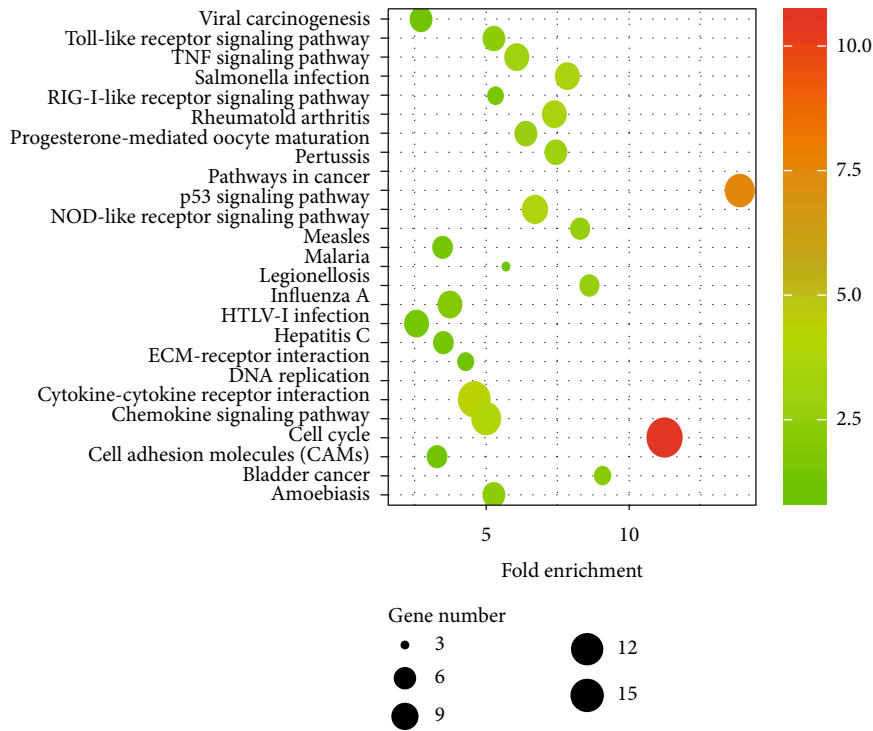 Viral carcinogenesis
Toll-like receptor signaling pathway
TNF signaling pathway
Salmonella infection
RIG-I-like receptor signaling pathway
Rheumatoid arthritis
Progesterone-mediated oocyte maturation
Pertussis
Pathways in cancer
p53 signaling pathway
NOD-like receptor signaling pathway
Measles
Malaria
Legionellosis
Influenza A
HTLV-I infection
Hepatitis C
ECM-receptor interaction
DNA replication
Cytokine-cytokine receptor interaction
Chemokine signaling pathway
Cell cycle
Cell adhesion molecules (CAMs)
Bladder cancer
Amoebiasis
5 10
Fold enrichment
10.0
7.5
5.0
2.5
Gene number
3
6
9
12
15